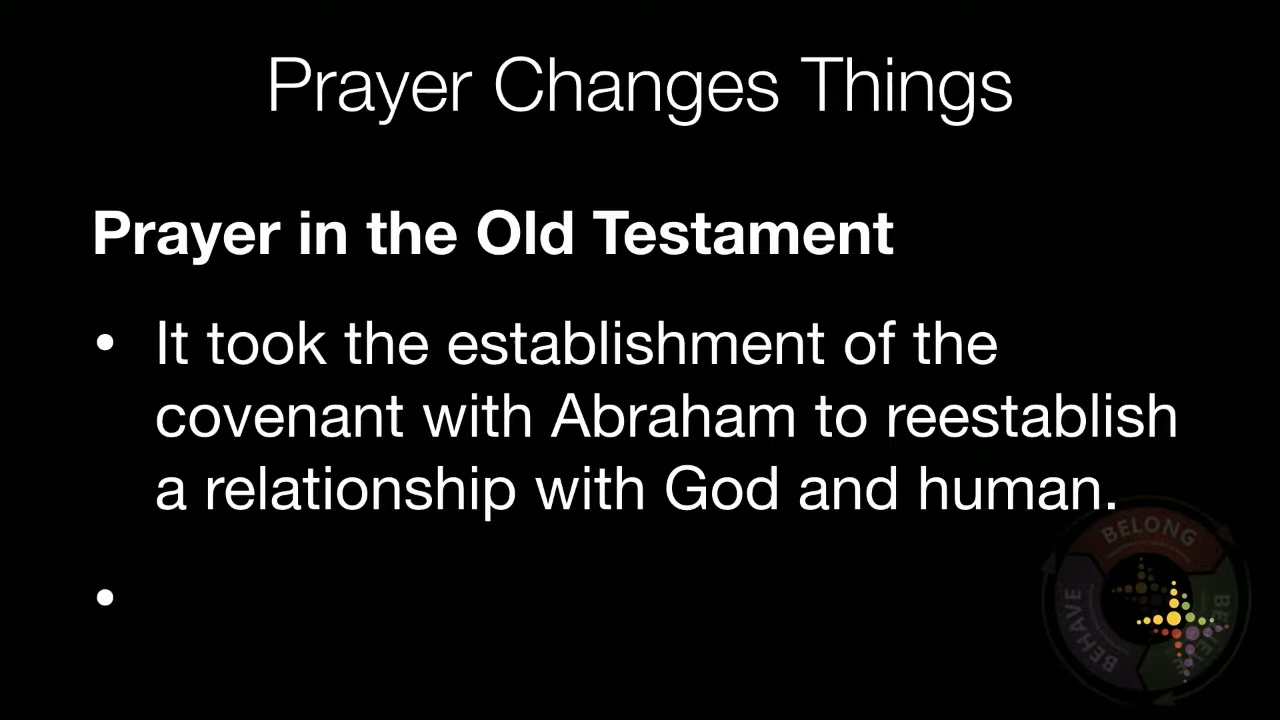 Prayer Changes Things
Prayer in the Old Testament
• It took the establishment of the
covenant with Abraham to reestablish
a relationship with God and human.
•
BELONG
BEHAVE